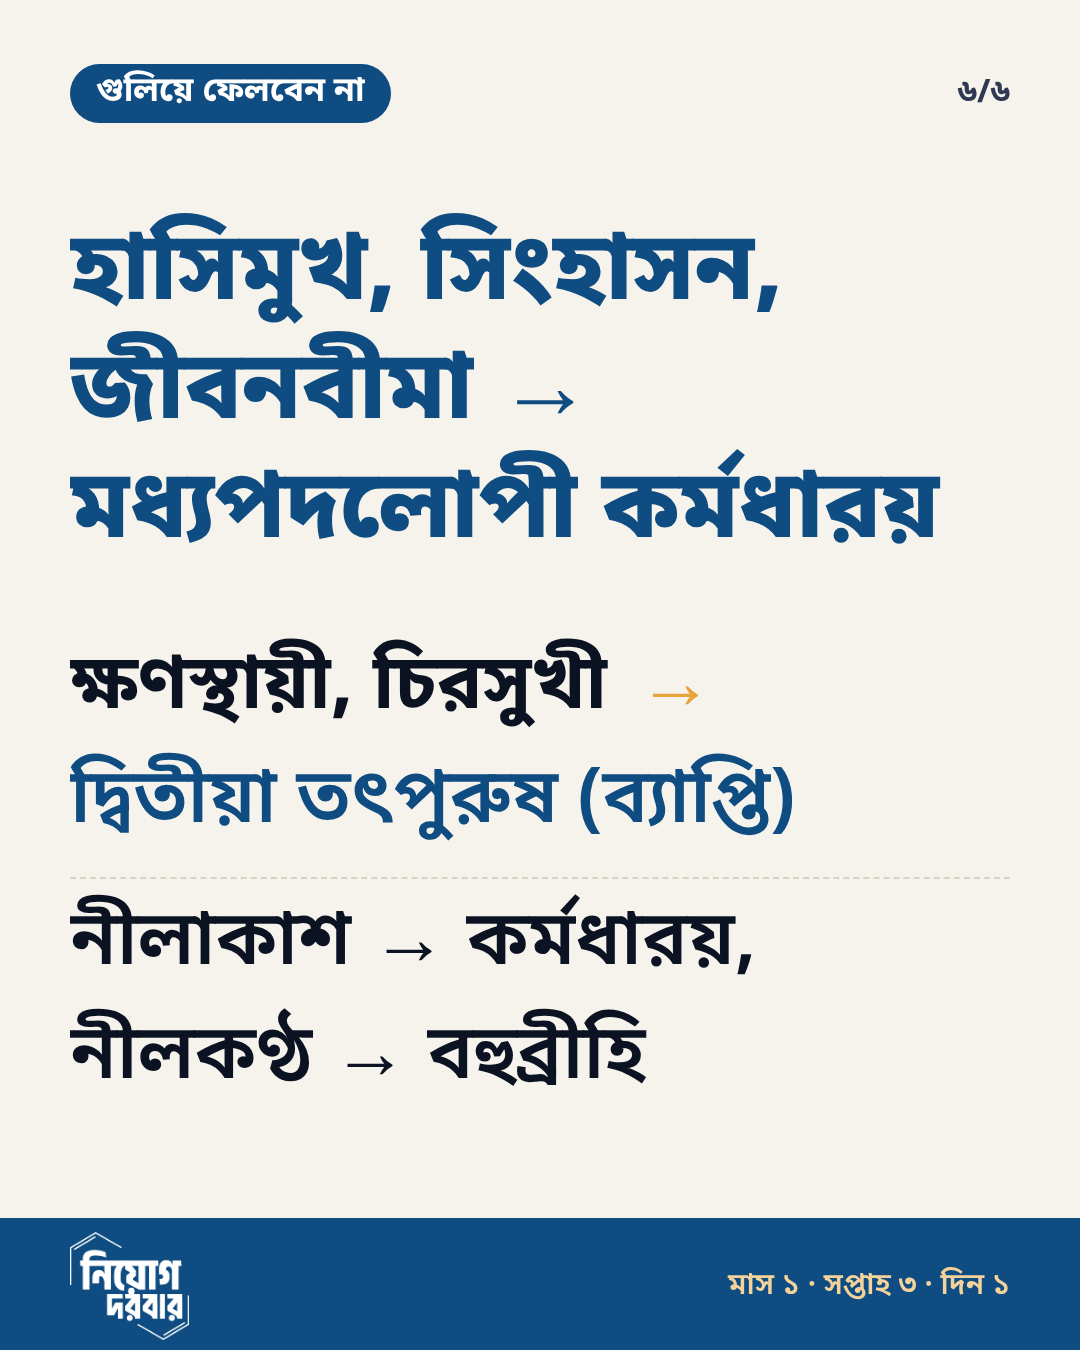 গুলিয়ে ফেলবেন না
৬/৬
হাসিমুখ, সিংহাসন,
জীবনবীমা →
মধ্যপদলোপী কর্মধারয়
ক্ষণস্থায়ী, চিরসুখী →
দ্বিতীয়া তৎপুরুষ (ব্যাপ্তি)
নীলাকাশ → কর্মধারয়,
নীলকণ্ঠ → বহুব্রীহি
নিয়োগ
দরবার
মাস ১ · সপ্তাহ ৩ · দিন ১